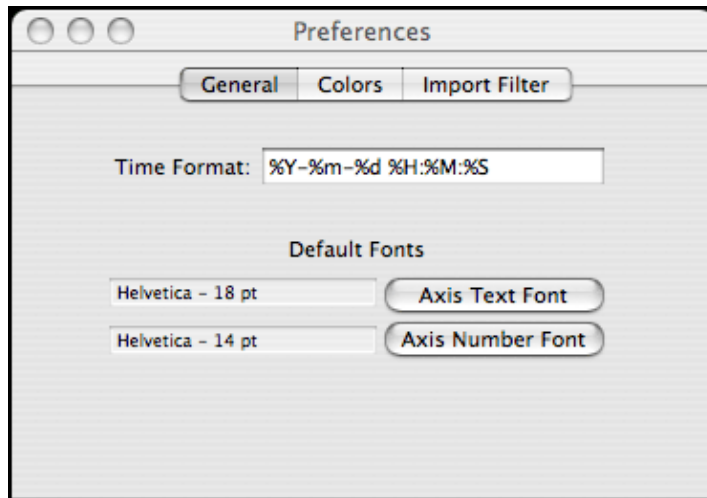 Preferences
General Colors Import Filter
Time Format: %Y-%m-%d %H:%M:%S
Default Fonts
Helvetica - 18 pt Axis Text Font
Helvetica - 14 pt Axis Number Font